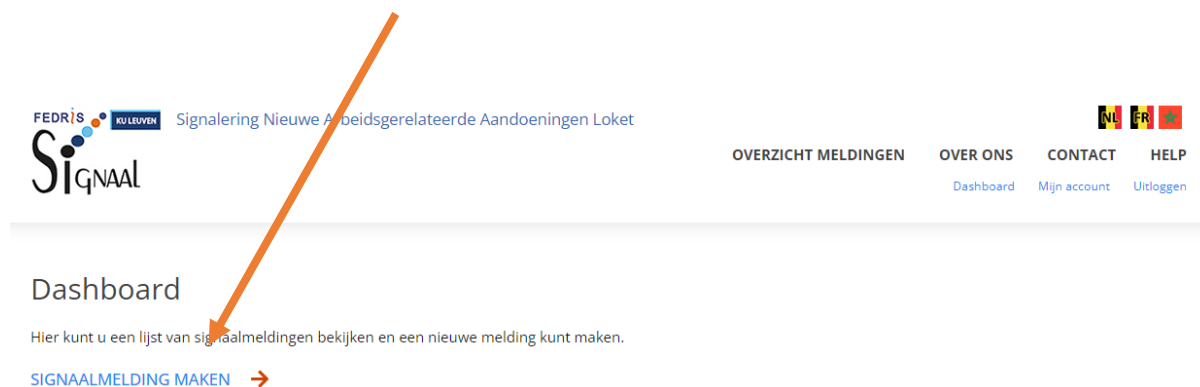 FEDRIS KU LEUVEN Signalering Nieuwe Arbeidsgerelateerde Aandoeningen Loket
NL FR
SIGNAAL
OVERZICHT MELDINGEN OVER ONS CONTACT HELP
Dashboard Mijn account Uitloggen
Dashboard
Hier kunt u een lijst van signaalmeldingen bekijken en een nieuwe melding kunt maken.
SIGNAALMELDING MAKEN